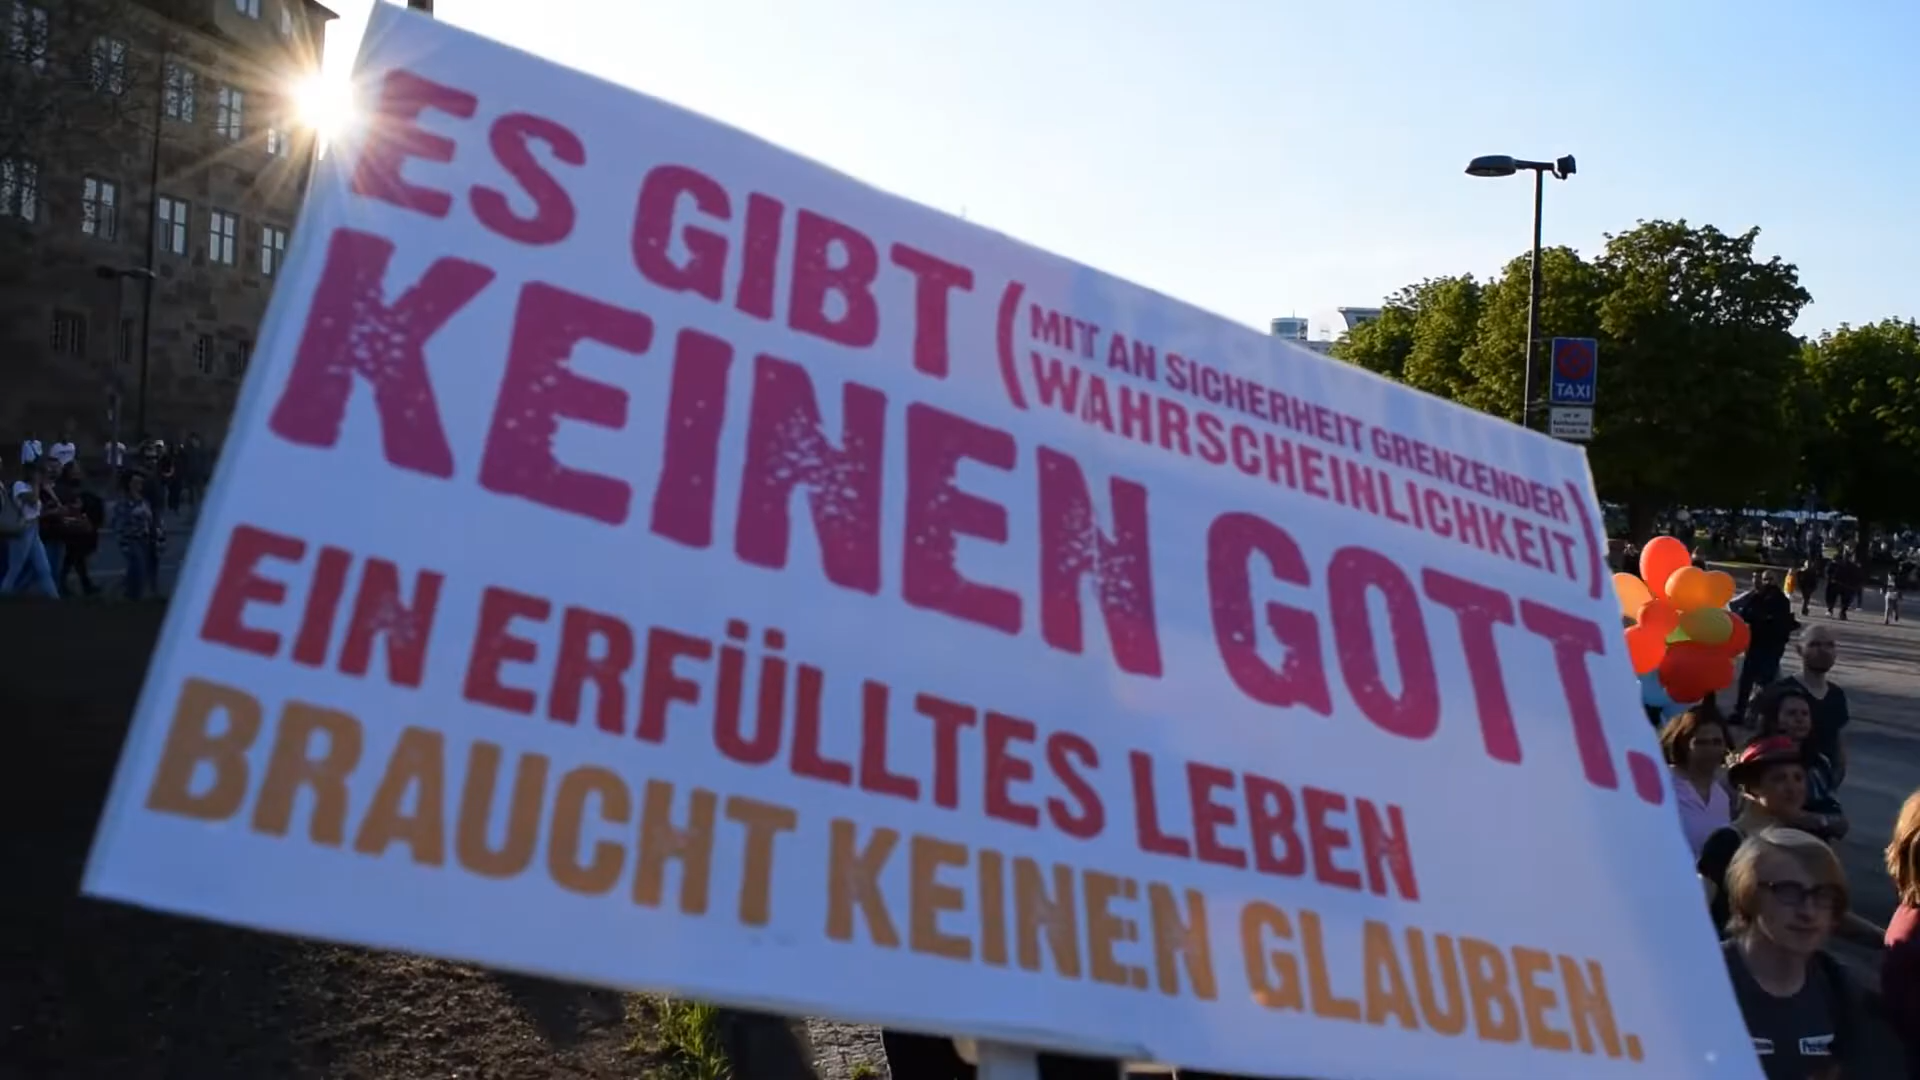 ES GIBT (MIT AN SICHERHEIT GRENZENDER
WAHRSCHEINLICHKEIT)
KEINEN GOTT.
EIN ERFÜLLTES LEBEN
BRAUCHT KEINEN GLAUBEN.
TAXI